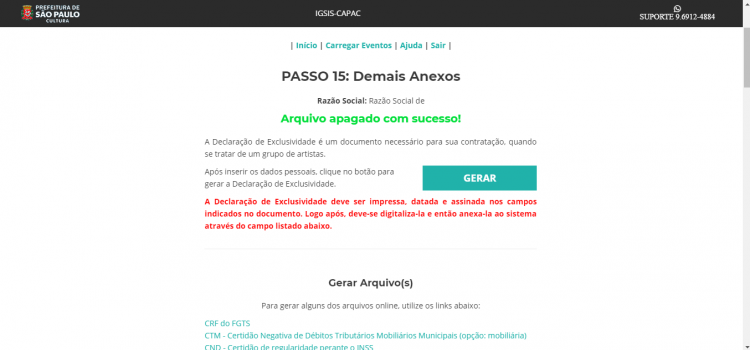 PREFEITURA DE
SÃO PAULO
CULTURA
IGSIS-CAPAC
SUPORTE 9.6912-4884
| Início | Carregar Eventos | Ajuda | Sair |
PASSO 15: Demais Anexos
Razão Social: Razão Social de
Arquivo apagado com sucesso!
A Declaração de Exclusividade é um documento necessário para sua contratação, quando
se tratar de um grupo de artistas.
Após inserir os dados pessoais, clique no botão para
gerar a Declaração de Exclusividade.
GERAR
A Declaração de Exclusividade deve ser impressa, datada e assinada nos campos
indicados no documento. Logo após, deve-se digitaliza-la e então anexa-la ao sistema
através do campo listado abaixo.
Gerar Arquivo(s)
Para gerar alguns dos arquivos online, utilize os links abaixo:
CRF do FGTS
CTM - Certidão Negativa de Débitos Tributários Mobiliários Municipais (opção: mobiliária)
CND - Certidão de regularidade perante o INSS